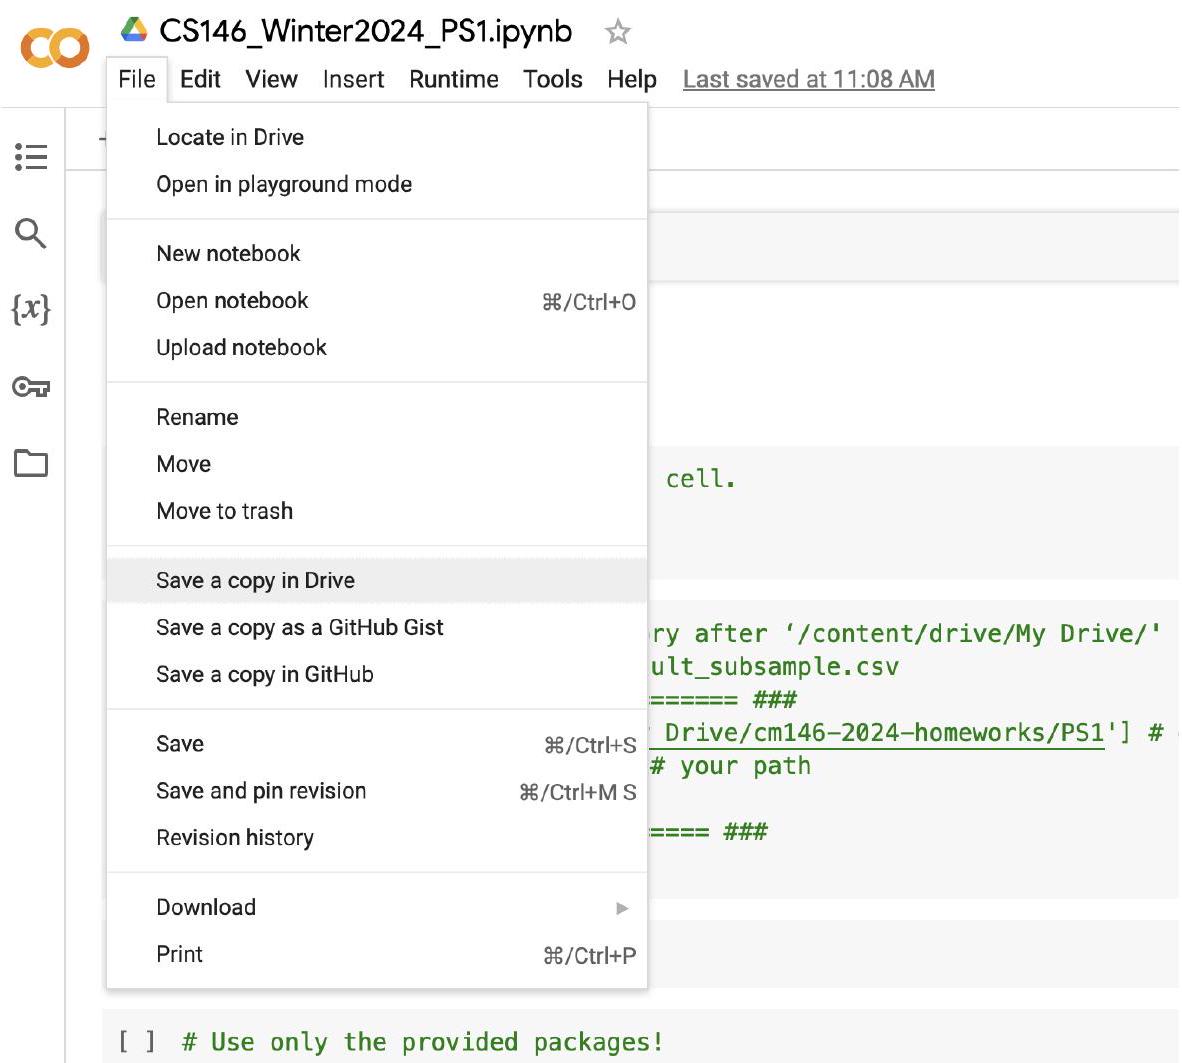 CS146_Winter2024_PS1.ipynb
File Edit View Insert Runtime Tools Help Last saved at 11:08 AM
Locate in Drive
Open in playground mode
New notebook
Open notebook ⌘/Ctrl+O
Upload notebook
Rename
Move
Move to trash
cell.
Save a copy in Drive
Save a copy as a GitHub Gist
Save a copy in GitHub
ry after ‘/content/drive/My Drive/'
ult_subsample.csv
====== ###
Drive/cm146-2024-homeworks/PS1'] #
# your path
==== ###
Save ⌘/Ctrl+S
Save and pin revision ⌘/Ctrl+M S
Revision history
Download
Print ⌘/Ctrl+P
[ ] # Use only the provided packages!
{x}